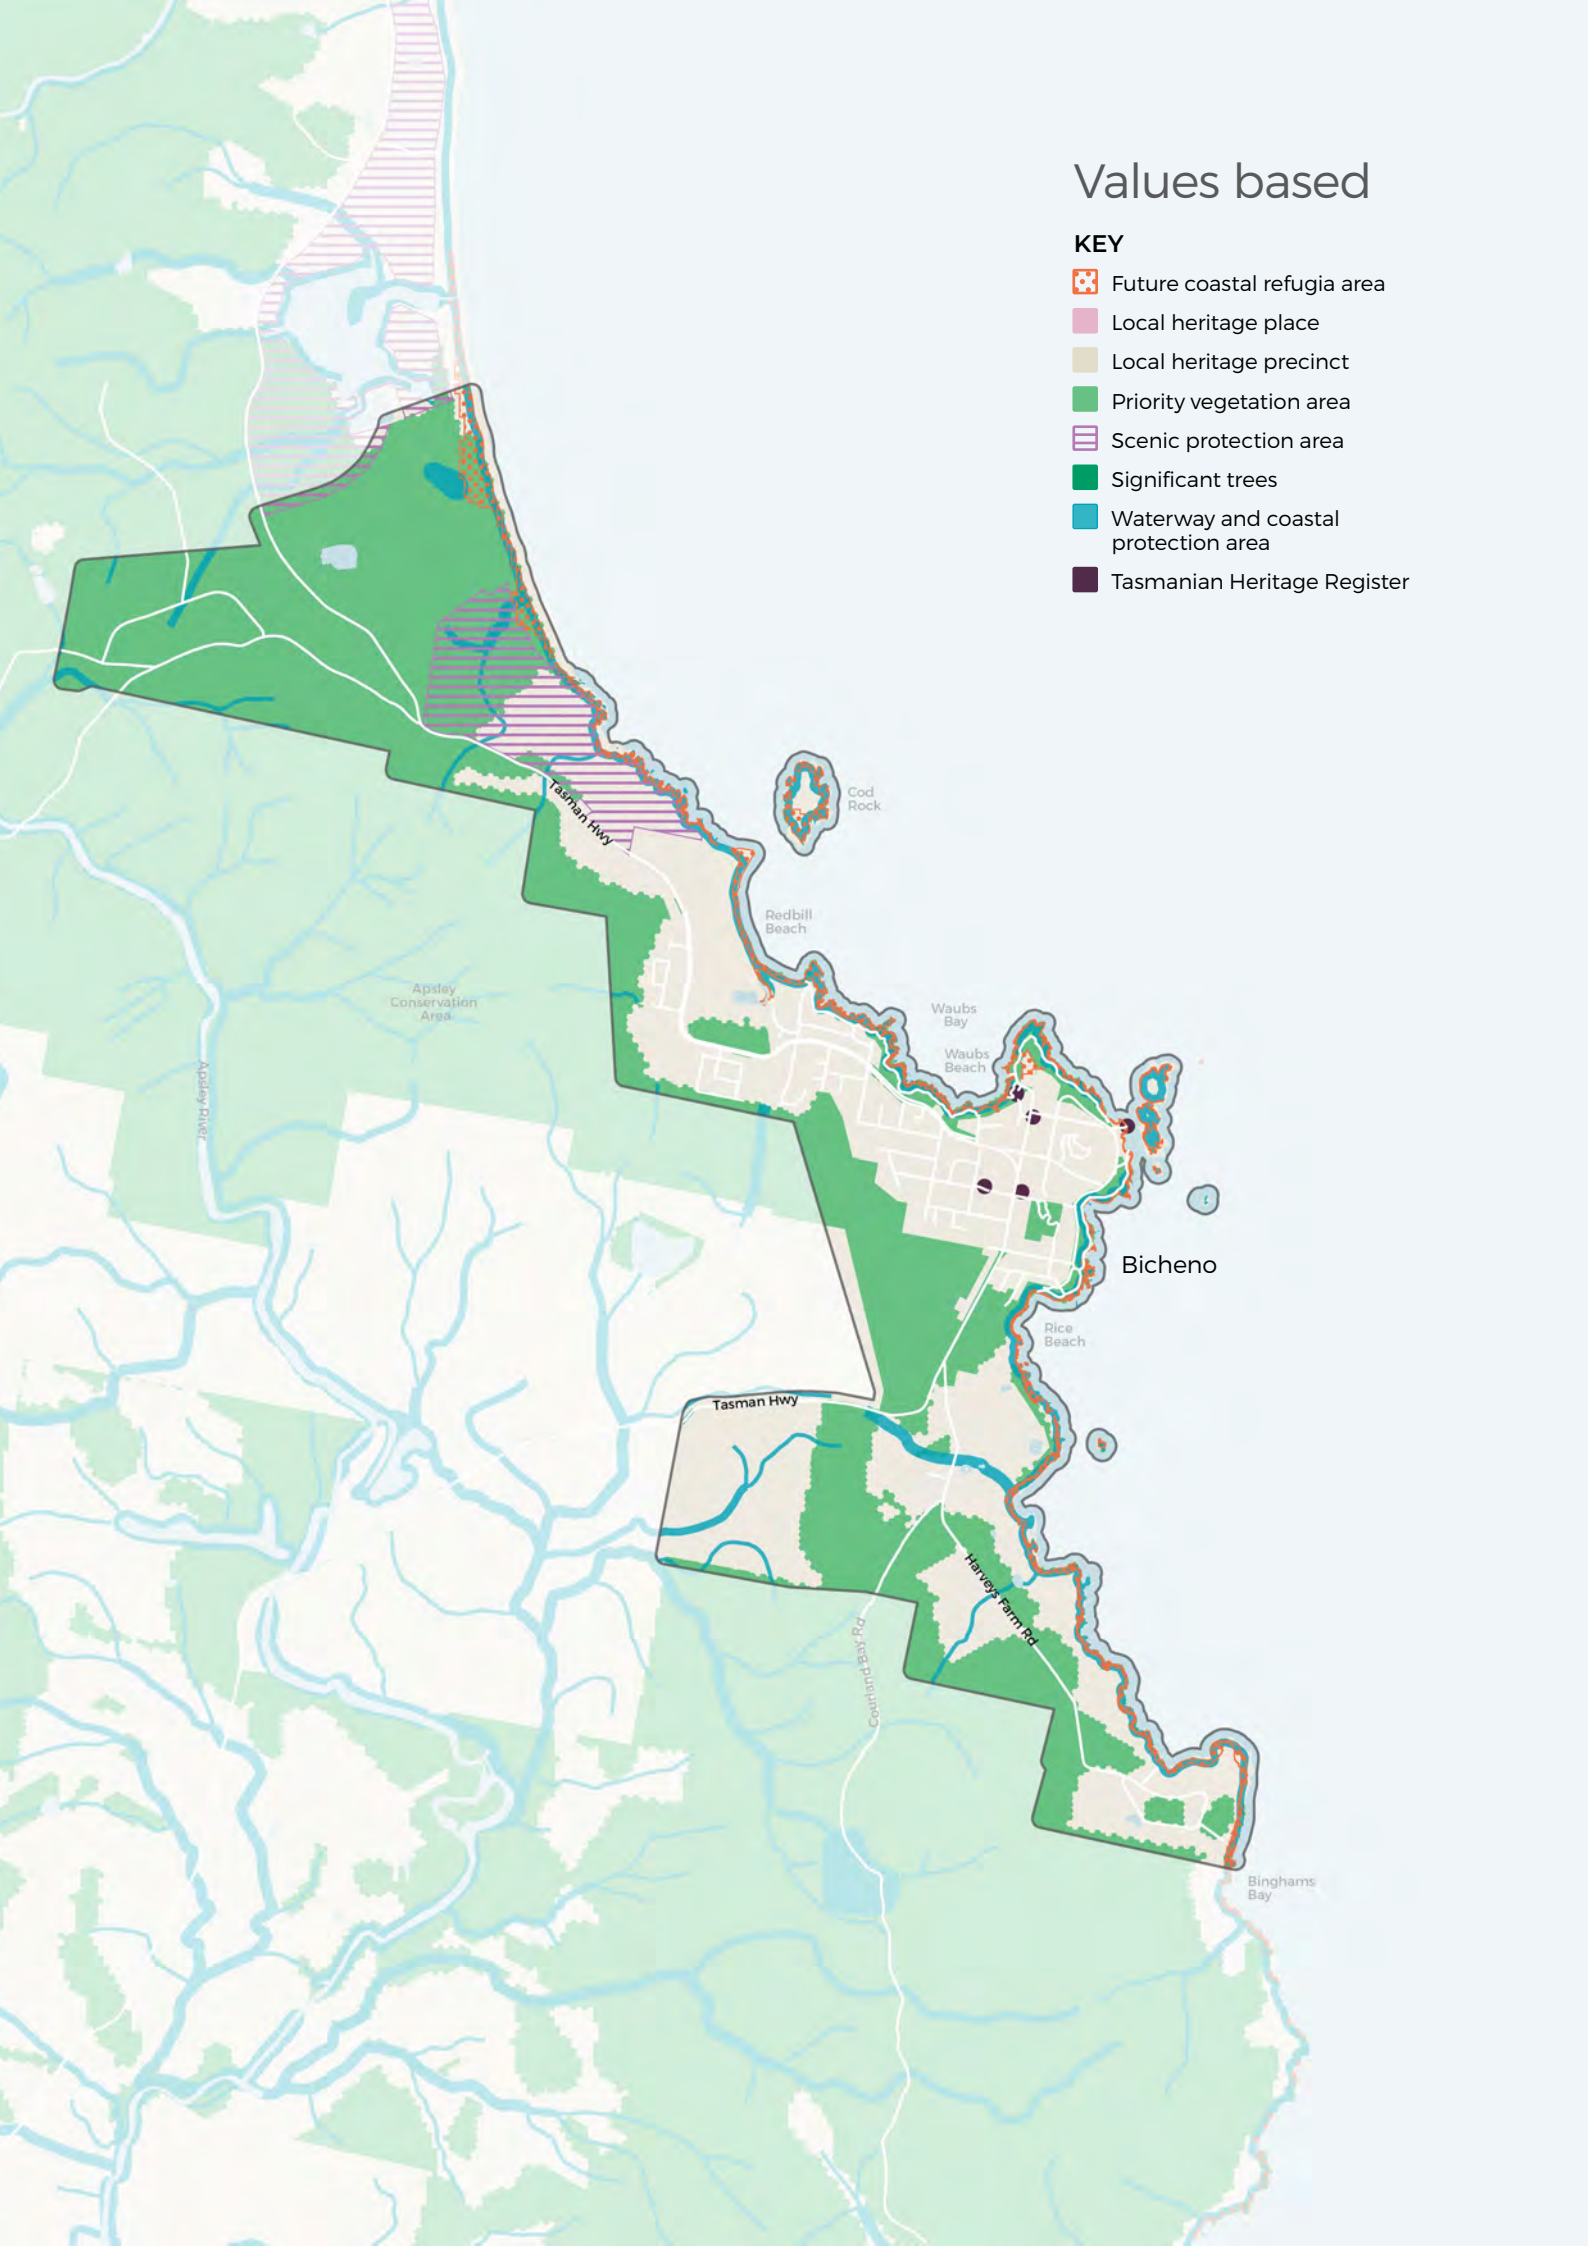 Values based
KEY
Future coastal refugia area
Local heritage place
Local heritage precinct
Priority vegetation area
Scenic protection area
Significant trees
Waterway and coastal
protection area
Tasmanian Heritage Register
Tasman Hwy
Cod
Rock
Redbill
Beach
Apsley
Conservation
Area
Waubs
Bay
Waubs
Beach
Apsley River
Bicheno
Rice
Beach
Tasman Hwy
Harveys Farm Rd
Courland Bay Rd
Binghams
Bay